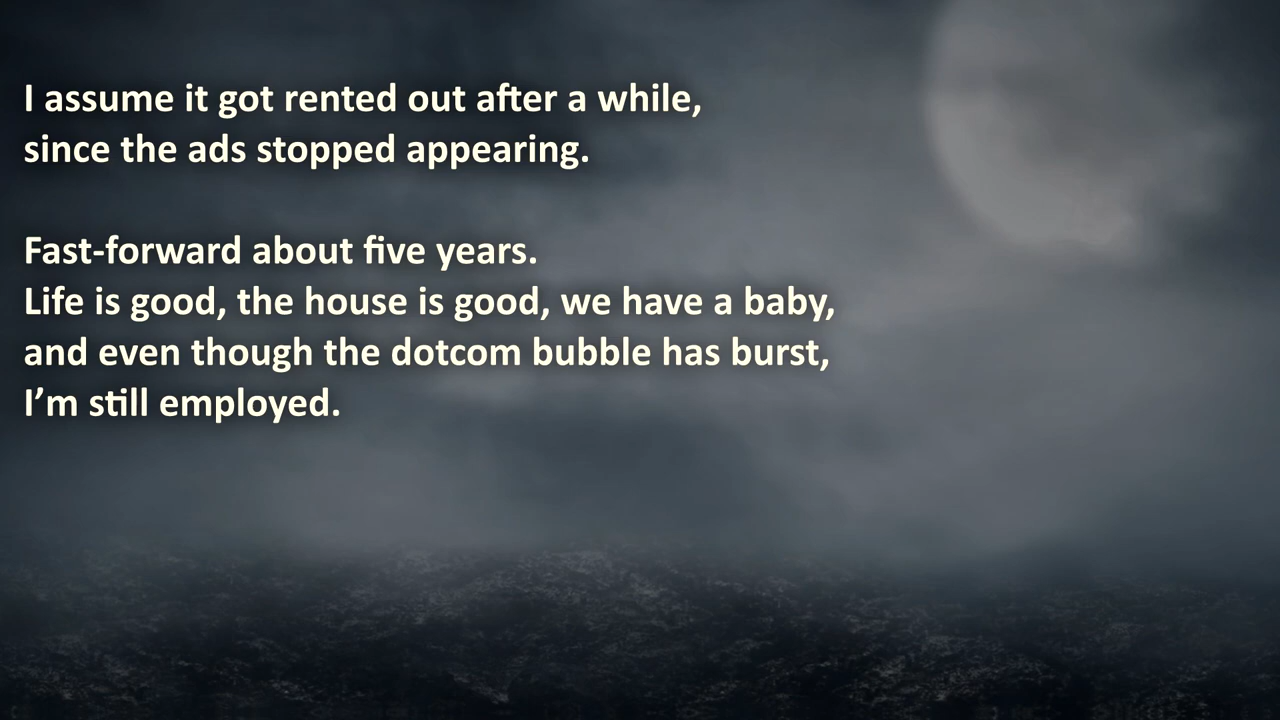 I assume it got rented out after a while,
since the ads stopped appearing.
Fast-forward about five years.
Life is good, the house is good, we have a baby,
and even though the dotcom bubble has burst,
I’m still employed.